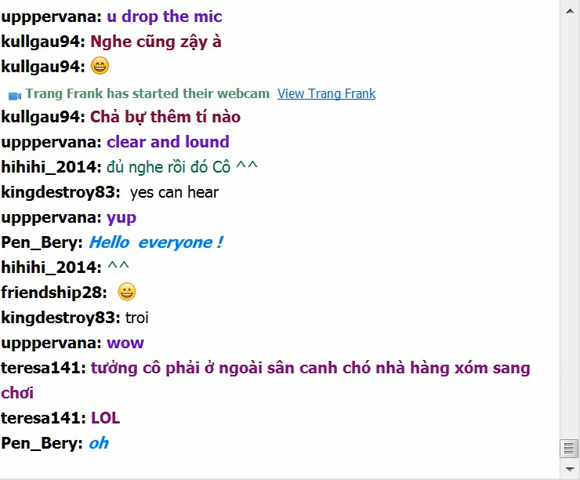 upppervana: u drop the mic
kullgau94: Nghe cũng zậy à
kullgau94: 😄
Trang Frank has started their webcam View Trang Frank
kullgau94: Chả bự thêm tí nào
upppervana: clear and lound
hihihi_2014: đủ nghe rồi đó Cô ^^
kingdestroy83: yes can hear
upppervana: yup
Pen_Bery: Hello everyone !
hihihi_2014: ^^
friendship28: 😀
kingdestroy83: troi
upppervana: wow
teresa141: tưởng cô phải ở ngoài sân canh chó nhà hàng xóm sang
chơi
teresa141: LOL
Pen_Bery: oh